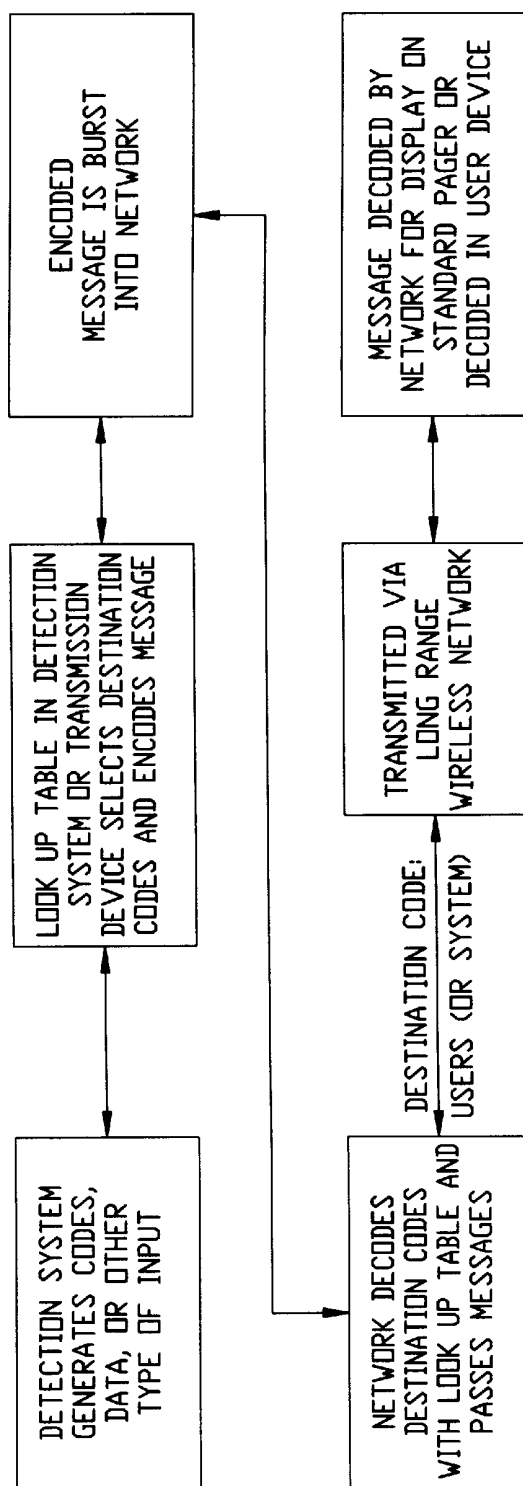 DETECTION SYSTEM
GENERATES CODES,
DATA, OR OTHER
TYPE OF INPUT
LOOK UP TABLE IN DETECTION
SYSTEM OR TRANSMISSION
DEVICE SELECTS DESTINATION
CODES AND ENCODES MESSAGE
ENCODED
MESSAGE IS BURST
INTO NETWORK
NETWORK DECODES
DESTINATION CODES
WITH LOOK UP TABLE AND
PASSES MESSAGES
DESTINATION CODE:
USERS (OR SYSTEM)
TRANSMITTED VIA
LONG RANGE
WIRELESS NETWORK
MESSAGE DECODED BY
NETWORK FOR DISPLAY ON
STANDARD PAGER OR
DECODED IN USER DEVICE